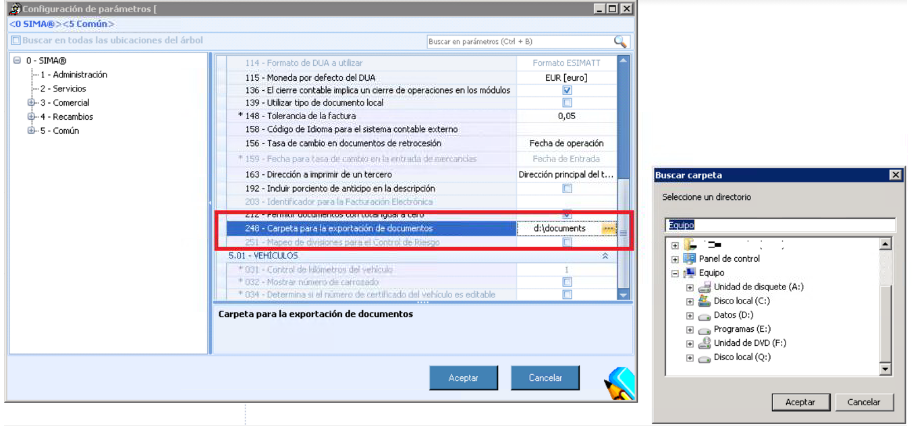 Configuración de parámetros [
<0 SIMA®><5 Común>
Buscar en todas las ubicaciones del árbol
Buscar en parámetros (Ctrl + B)
0 - SIMA®
1 - Administración
2 - Servicios
3 - Comercial
4 - Recambios
5 - Común
114 - Formato de DUA a utilizar Formato ESIMATT
115 - Moneda por defecto del DUA EUR [euro]
136 - El cierre contable implica un cierre de operaciones en los módulos
139 - Utilizar tipo de documento local
* 148 - Tolerancia de la factura 0,05
158 - Código de Idioma para el sistema contable externo
156 - Tasa de cambio en documentos de retrocesión Fecha de operación
* 159 - Fecha para tasa de cambio en la entrada de mercancías Fecha de Entrada
163 - Dirección a imprimir de un tercero Dirección principal del t...
192 - Incluir porciento de anticipo en la descripción
203 - Identificador para la Facturación Electrónica
212 - Permitir documentos con total igual a cero
248 - Carpeta para la exportación de documentos d:\documents ...
251 - Mapeo de divisiones para el Control de Riesgo
5.01 - VEHÍCULOS
* 031 - Control de kilómetros del vehículo 1
* 032 - Mostrar número de carrozado
* 034 - Determina si el número de certificado del vehículo es editable
Carpeta para la exportación de documentos
Aceptar
Cancelar
Buscar carpeta
Seleccione un directorio
Equipo
Panel de control
Equipo
Unidad de disquete (A:)
Disco local (C:)
Datos (D:)
Programas (E:)
Unidad de DVD (F:)
Disco local (Q:)
Aceptar
Cancelar